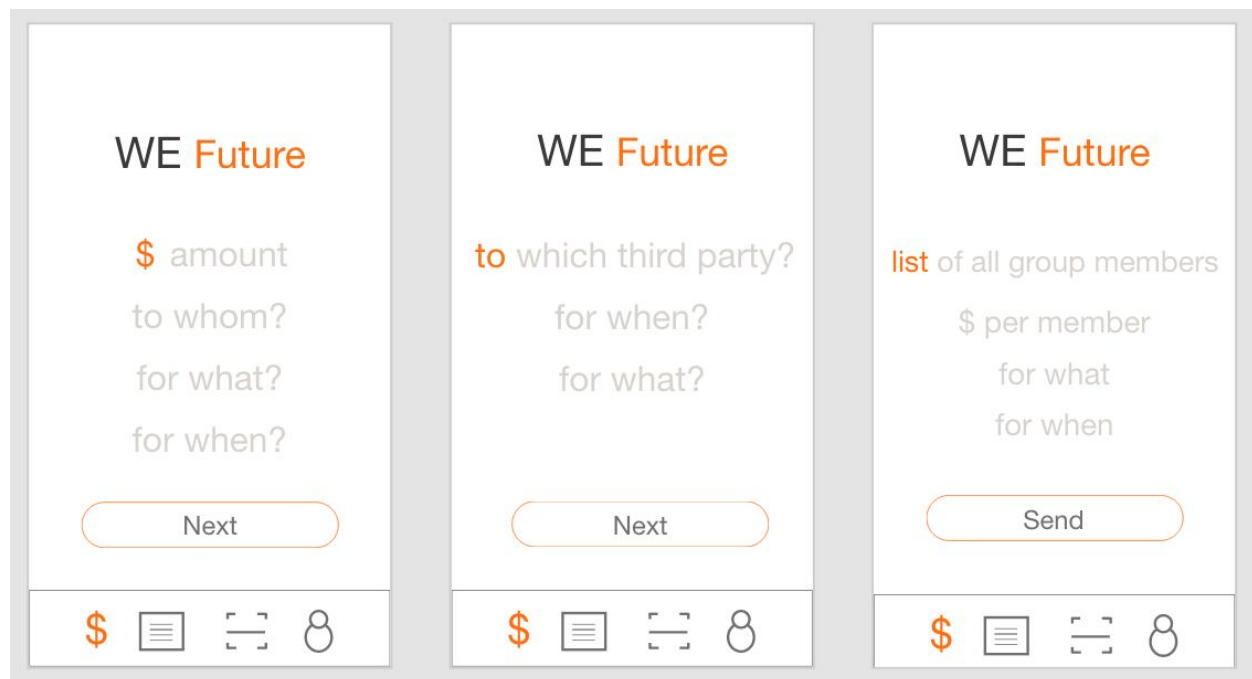 WE Future
$ amount
to whom?
for what?
for when?
Next
$
WE Future
to which third party?
for when?
for what?
Next
$
WE Future
list of all group members
$ per member
for what
for when
Send
$